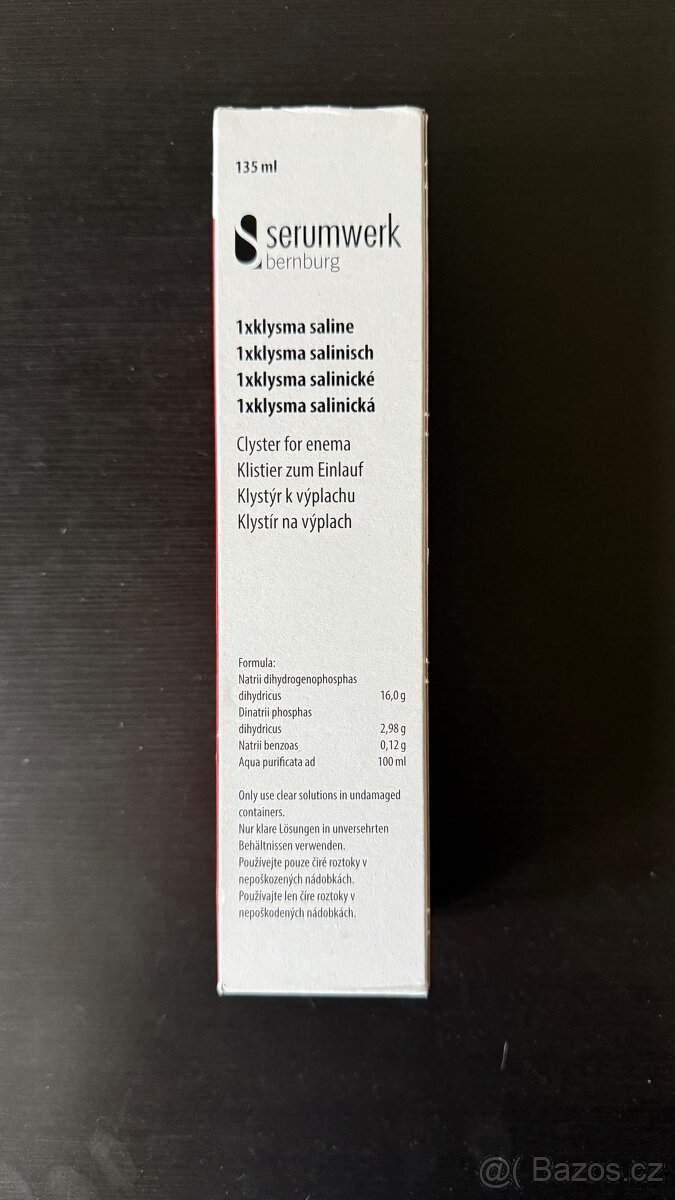 135 ml
serumwerk
bernburg
1xklysma saline
1xklysma salinisch
1xklysma salinické
1xklysma salinická
Clyster for enema
Klistier zum Einlauf
Klystýr k výplachu
Klystír na výplach
Formula:
Natrii dihydrogenophosphas
dihydricus 16,0 g
Dinatrii phosphas
dihydricus 2,98 g
Natrii benzoas 0,12 g
Aqua purificata ad 100 ml
Only use clear solutions in undamaged
containers.
Nur klare Lösungen in unversehrten
Behältnissen verwenden.
Používejte pouze čiré roztoky v
nepoškozených nádobkách.
Používajte len číre roztoky v
nepoškodených nádobkách.
@( Bazos.cz